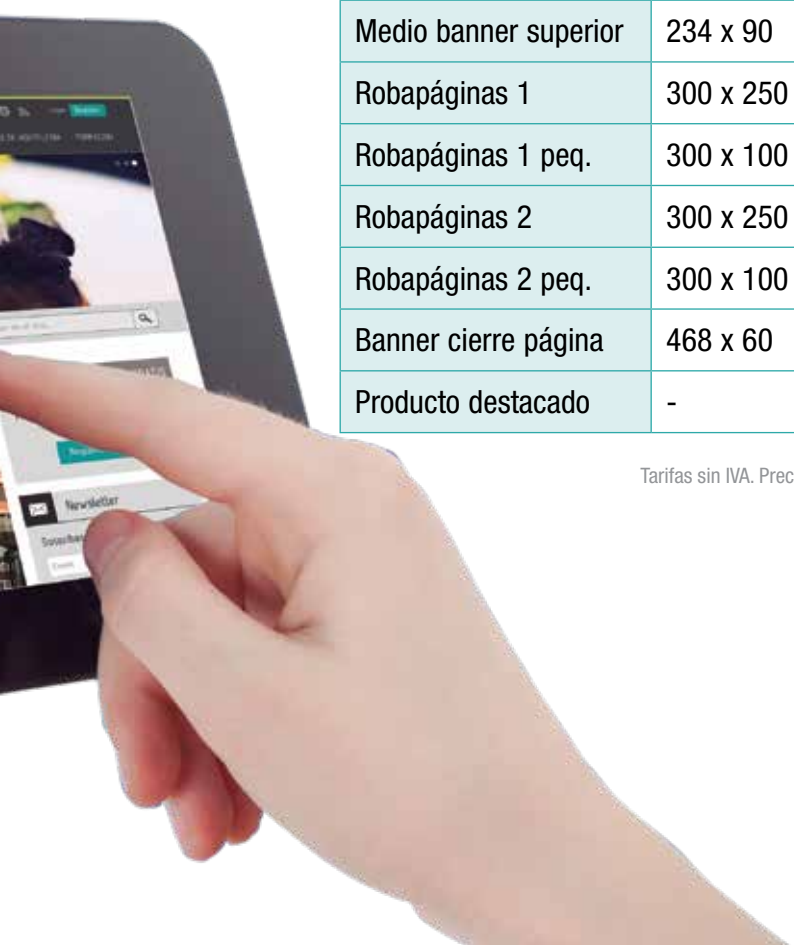 Medio banner superior 234 x 90
Robapáginas 1 300 x 250
Robapáginas 1 peq. 300 x 100
Robapáginas 2 300 x 250
Robapáginas 2 peq. 300 x 100
Banner cierre página 468 x 60
Producto destacado -
Tarifas sin IVA. Prec
Newsletter